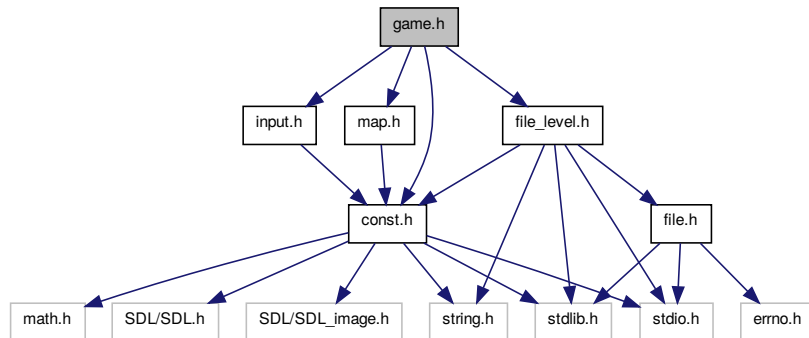 game.h
input.h
map.h
file_level.h
const.h
file.h
math.h
SDL/SDL.h
SDL/SDL_image.h
string.h
stdlib.h
stdio.h
errno.h